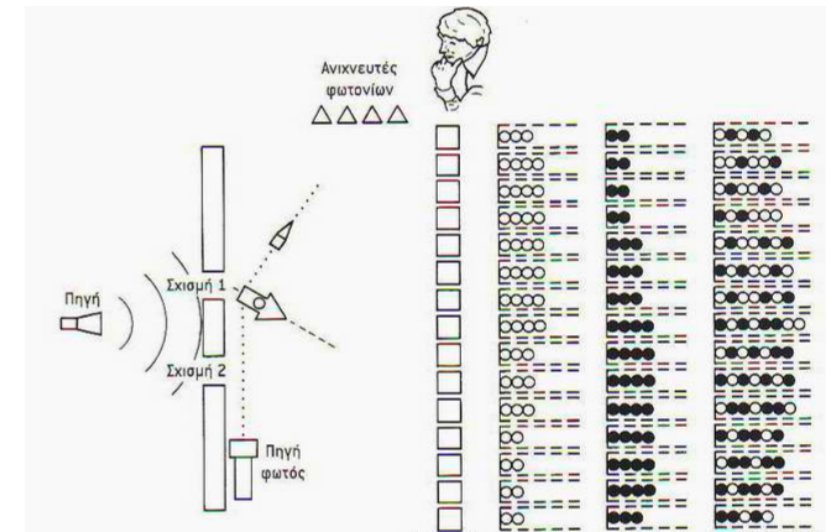 Ανιχνευτές
φωτονίων
Σχισμή 1
Πηγή
Σχισμή 2
Πηγή
φωτός